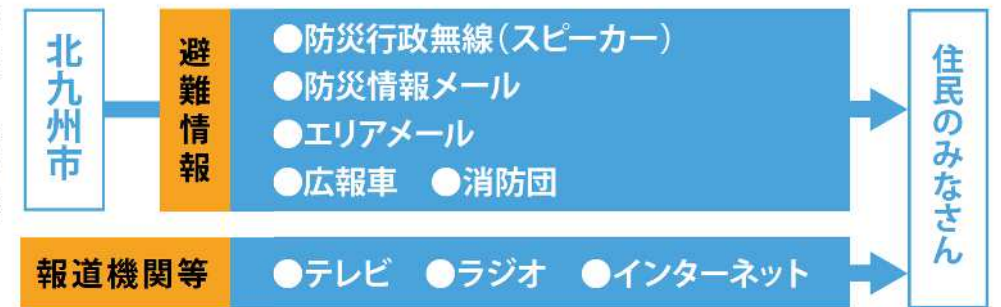 北九州市
避難情報
●防災行政無線(スピーカー)
●防災情報メール
●エリアメール
●広報車 ●消防団
住民のみなさん
報道機関等
●テレビ ●ラジオ ●インターネット